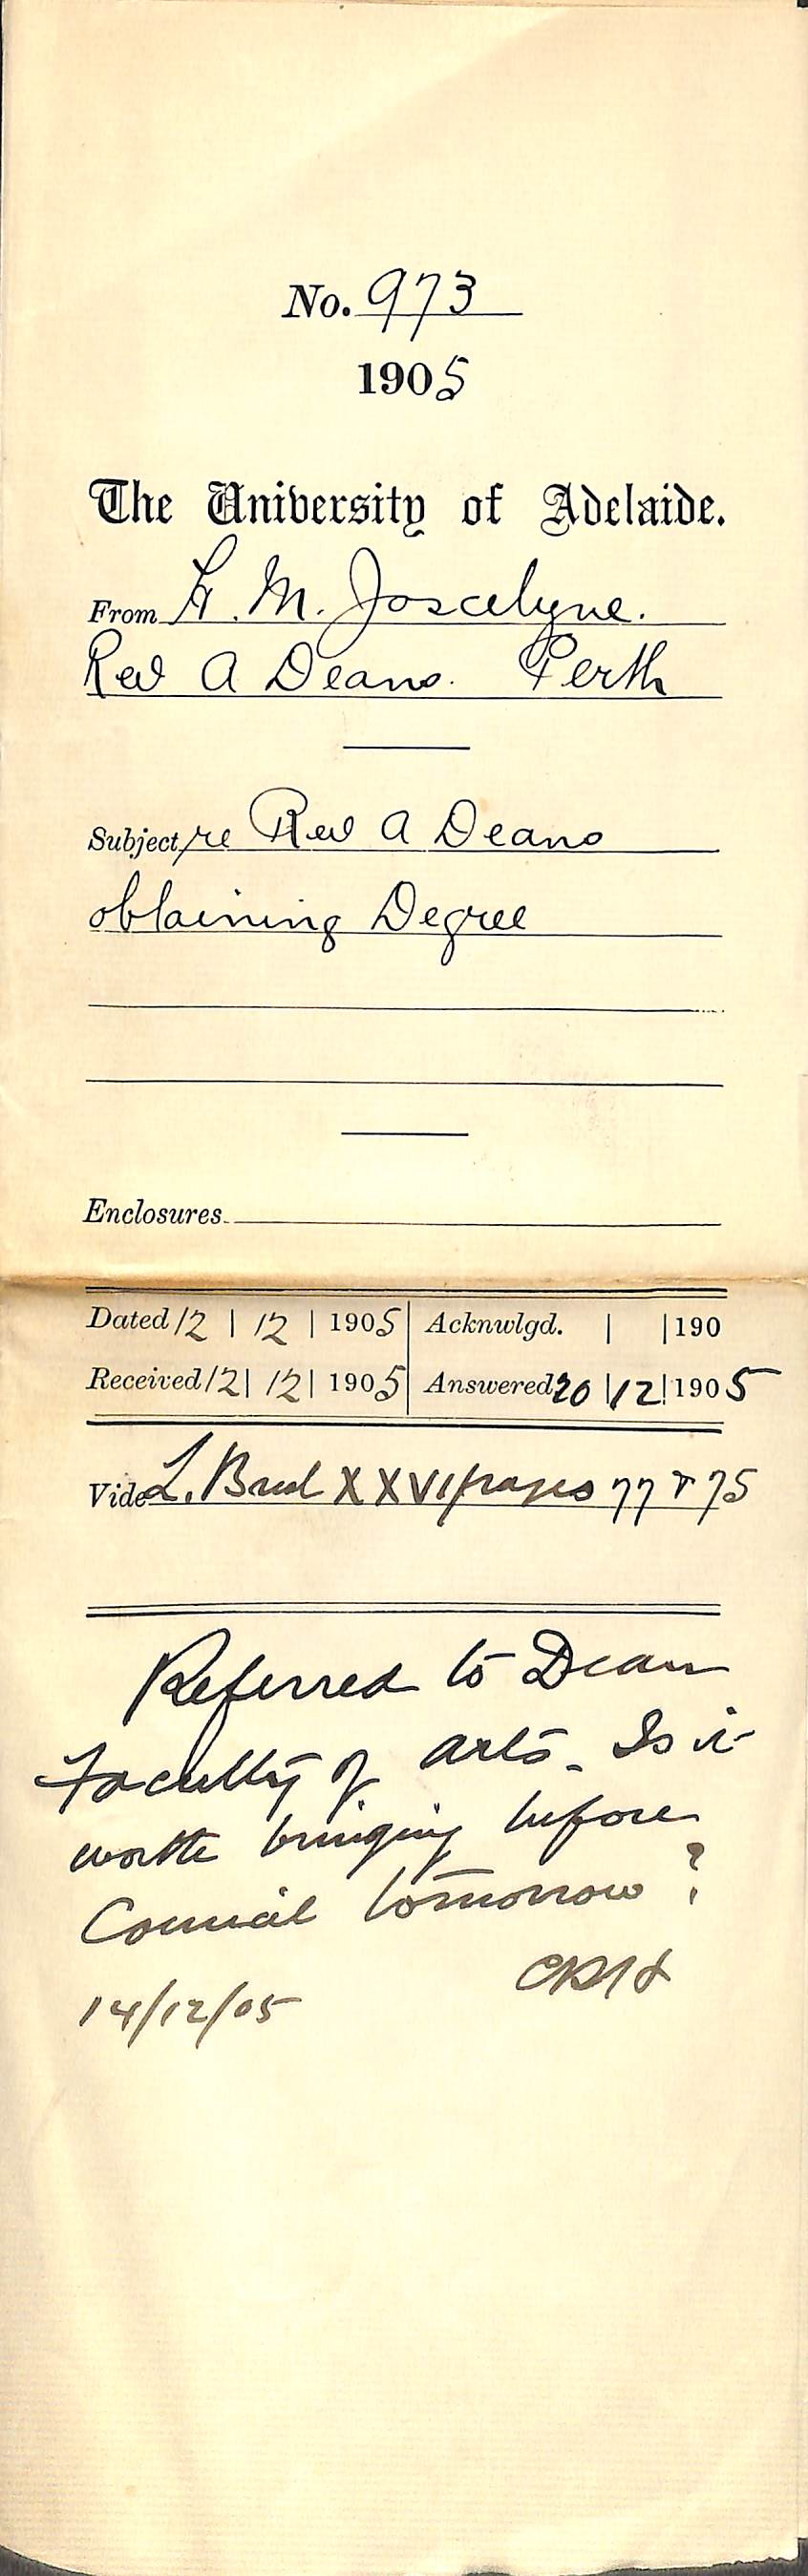 No. 973
1905
The University of Adelaide.
From H. M. Joscelyne.
Rev A Deans. Perth
Subject re Rev A Deans
obtaining Degree
Enclosures
Dated 12 | 12 | 1905 Acknwlgd. | | 190
Received 12 | 12 | 1905 Answered 20 | 12 | 1905
Vide L. Book XXVI pages 77 & 75
Referred to Dean
Faculty of Arts. Is it
worth bringing before
Council tomorrow?
14/12/05